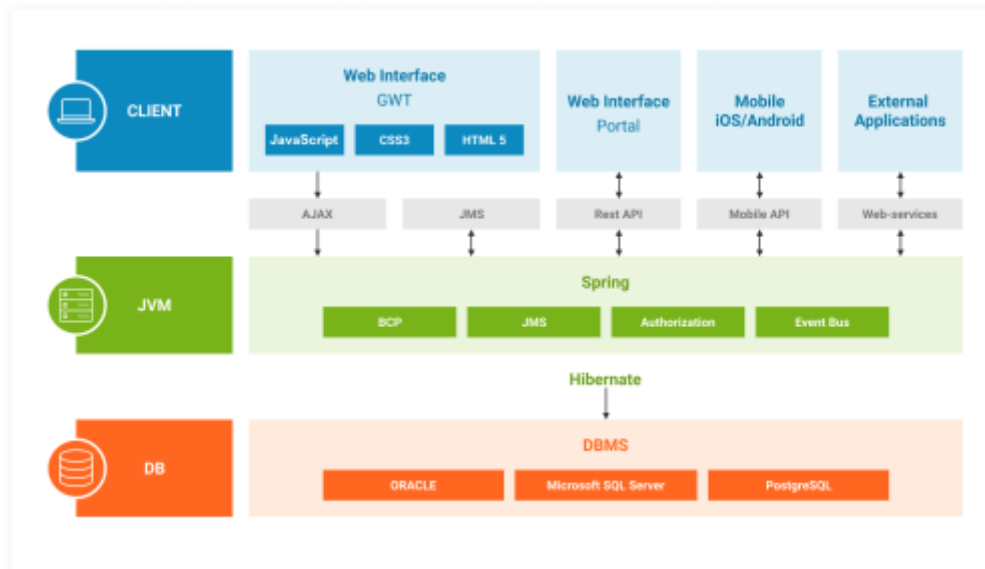 CLIENT
Web Interface
GWT
JavaScript
CSS3
HTML 5
Web Interface
Portal
Mobile
iOS/Android
External
Applications
AJAX
JMS
Rest API
Mobile API
Web-services
JVM
Spring
BCP
JMS
Authorization
Event Bus
Hibernate
DB
DBMS
ORACLE
Microsoft SQL Server
PostgreSQL